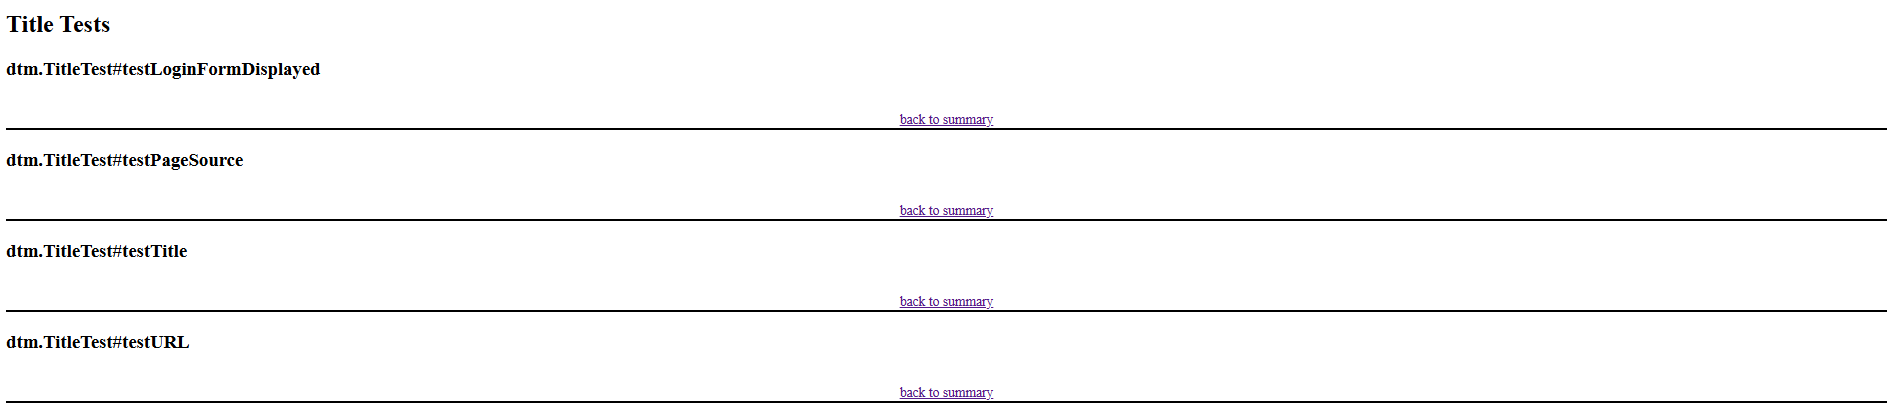 Title Tests
dtm.TitleTest#testLoginFormDisplayed
back to summary
dtm.TitleTest#testPageSource
back to summary
dtm.TitleTest#testTitle
back to summary
dtm.TitleTest#testURL
back to summary